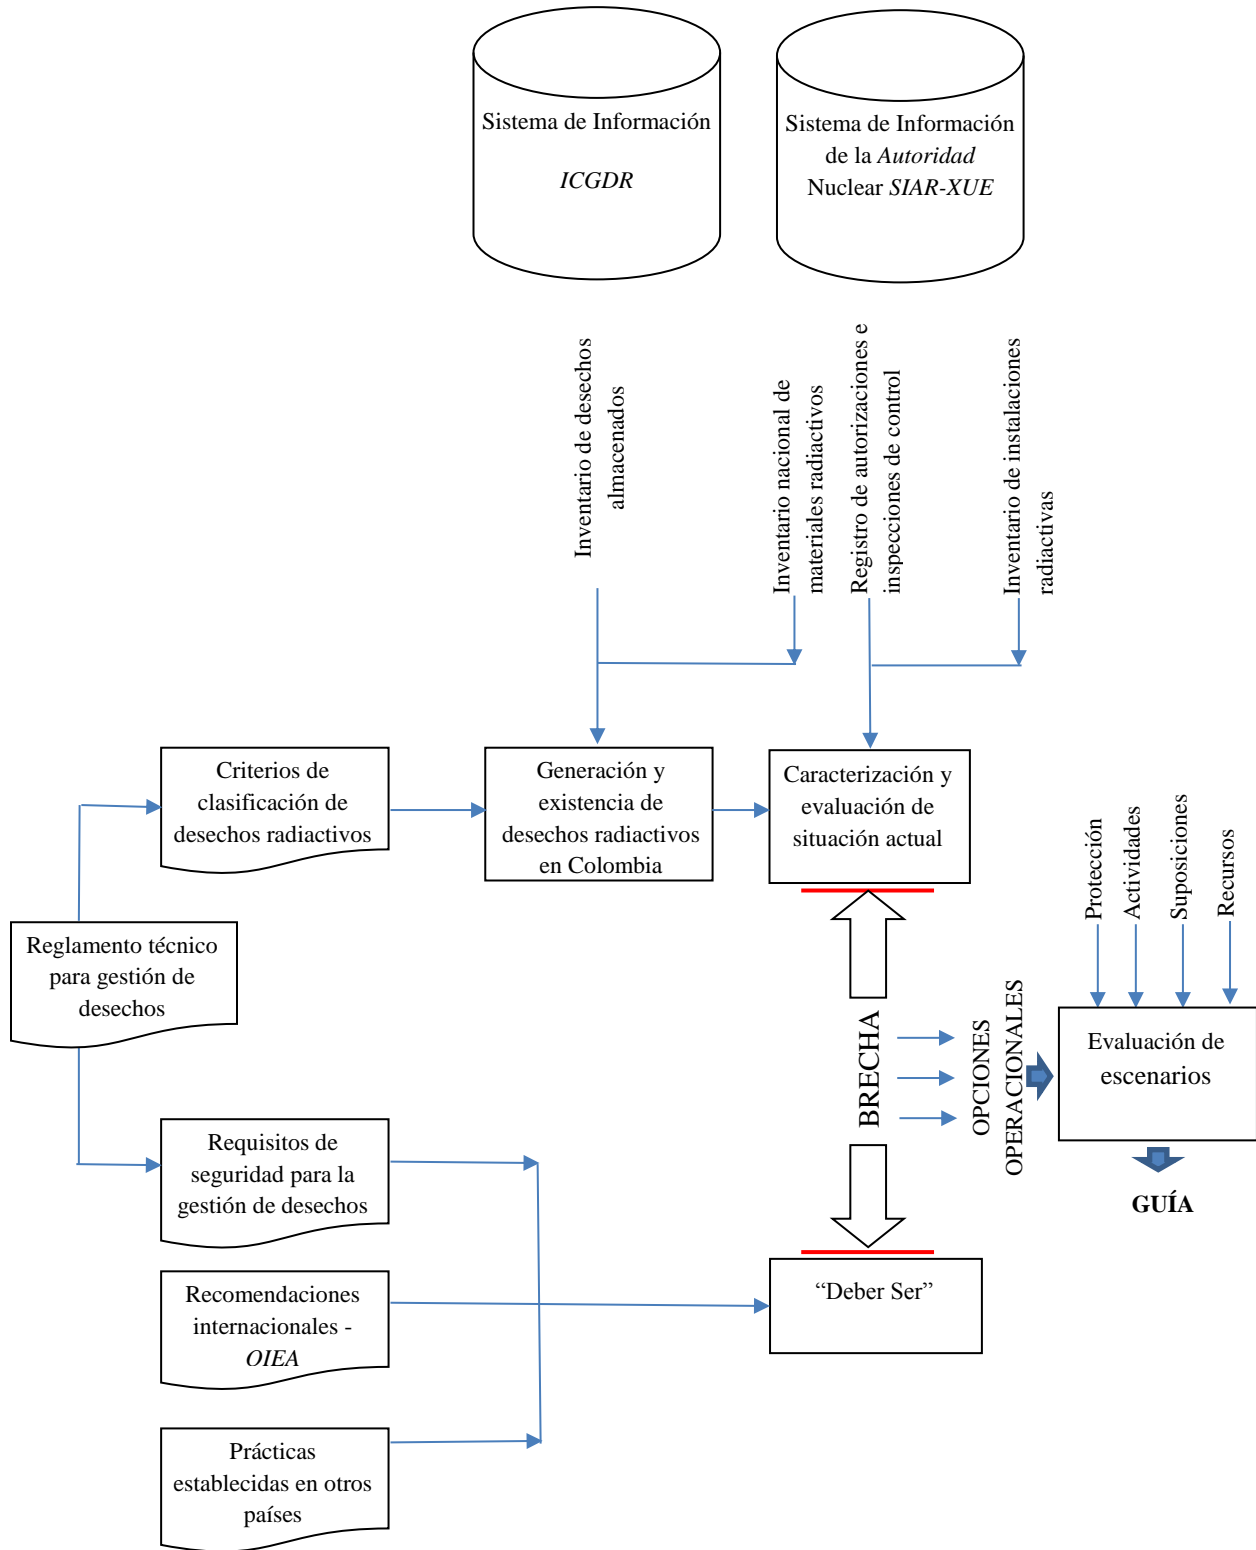 Sistema de Información
ICGDR
Sistema de Información
de la Autoridad
Nuclear SIAR-XUE
Inventario de desechos
almacenados
Inventario nacional de
materiales radiactivos
Registro de autorizaciones e
inspecciones de control
Inventario de instalaciones
radiactivas
Criterios de
clasificación de
desechos radiactivos
Generación y
existencia de
desechos radiactivos
en Colombia
Caracterización y
evaluación de
situación actual
Protección
Actividades
Suposiciones
Recursos
Reglamento técnico
para gestión de
desechos
BRECHA
OPCIONES
OPERACIONALES
Evaluación de
escenarios
GUÍA
Requisitos de
seguridad para la
gestión de desechos
Recomendaciones
internacionales -
OIEA
“Deber Ser”
Prácticas
establecidas en otros
países